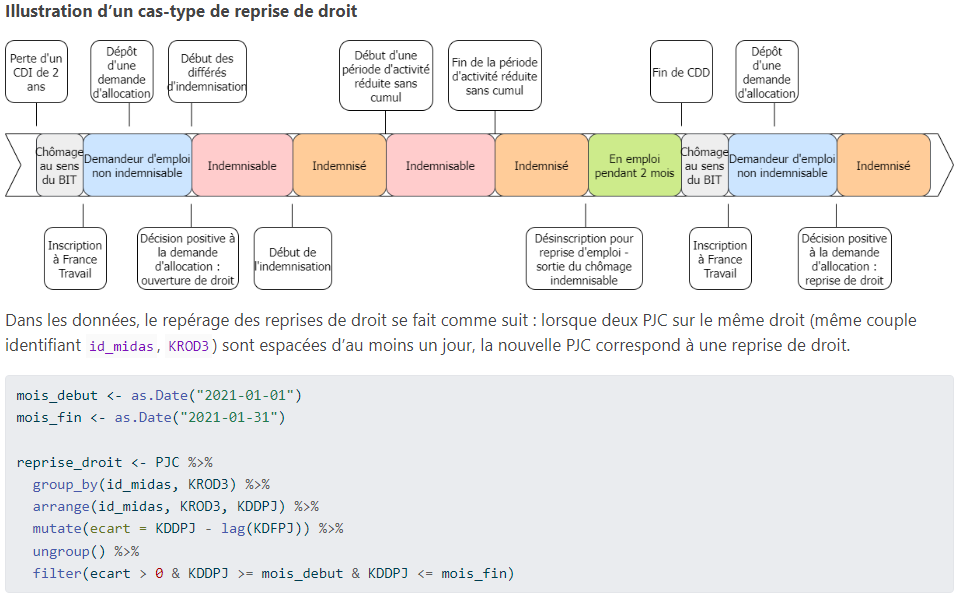 Illustration d'un cas-type de reprise de droit
Perte d'un
CDI de 2
ans
Dépôt
d'une
demande
d'allocation
Début des
différés
d'indemnisation
Début d'une
période d'activité
réduite sans
cumul
Fin de la période
d'activité réduite
sans cumul
Fin de CDD
Dépôt
d'une
demande
d'allocation
Chômage
au sens
du BIT
Demandeur d'emploi
non indemnisable
Indemnisable
Indemnisé
Indemnisable
Indemnisé
En emploi
pendant 2 mois
Chômage
au sens
du BIT
Demandeur d'emploi
non indemnisable
Indemnisé
Inscription
à France
Travail
Décision positive à
la demande
d'allocation :
ouverture de droit
Début de
l'indemnisation
Désinscription pour
reprise d'emploi -
sortie du chômage
indemnisable
Inscription
à France
Travail
Décision positive
à la demande
d'allocation :
reprise de droit
Dans les données, le repérage des reprises de droit se fait comme suit : lorsque deux PJC sur le même droit (même couple
identifiant id_midas, KROD3) sont espacées d'au moins un jour, la nouvelle PJC correspond à une reprise de droit.
mois_debut <- as.Date("2021-01-01")
mois_fin <- as.Date("2021-01-31")
reprise_droit <- PJC %>%
group_by(id_midas, KROD3) %>%
arrange(id_midas, KROD3, KDDPJ) %>%
mutate(ecart = KDDPJ - lag(KDFPJ)) %>%
ungroup() %>%
filter(ecart > 0 & KDDPJ >= mois_debut & KDDPJ <= mois_fin)